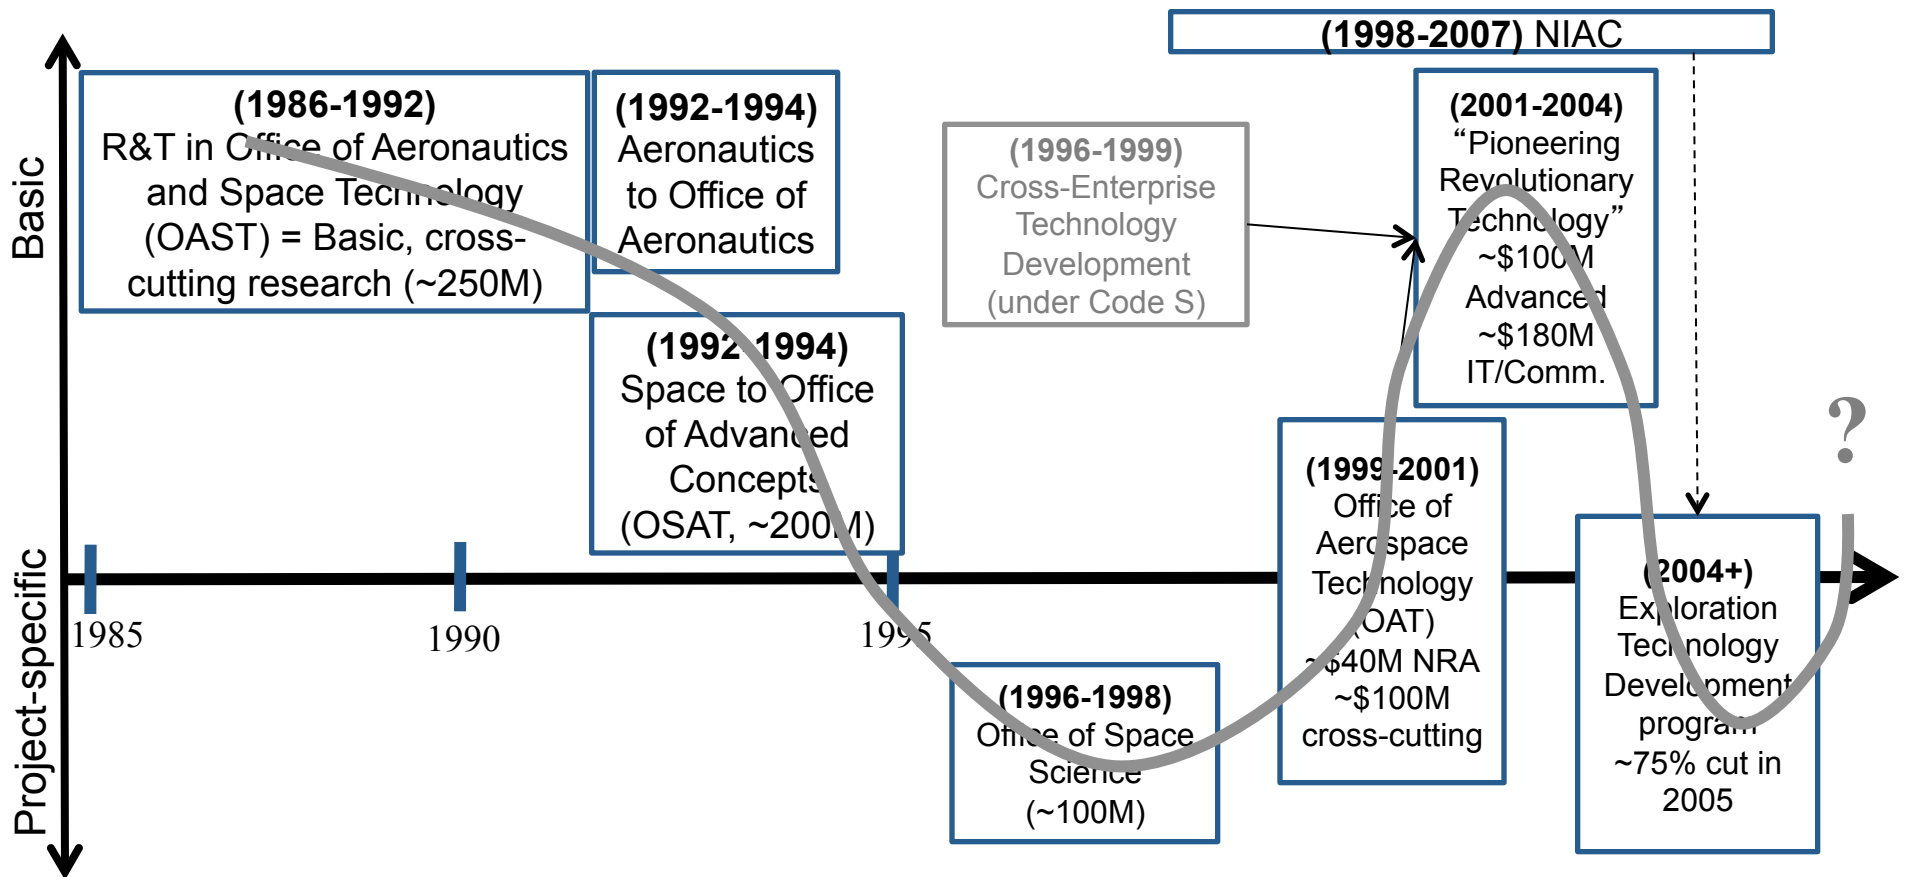 (1998-2007) NIAC
Basic
(1986-1992)
R&T in Office of Aeronautics
and Space Technology
(OAST) = Basic, cross-
cutting research (~250M)
(1992-1994)
Aeronautics
to Office of
Aeronautics
(1992-1994)
Space to Office
of Advanced
Concepts
(OSAT, ~200M)
(1996-1999)
Cross-Enterprise
Technology
Development
(under Code S)
(2001-2004)
“Pioneering
Revolutionary
Technology”
~$100M
Advanced
~$180M
IT/Comm.
?
Project-specific
1985
1990
1995
(1996-1998)
Office of Space
Science
(~100M)
(1999-2001)
Office of
Aerospace
Technology
(OAT)
~$40M NRA
~$100M
cross-cutting
(2004+)
Exploration
Technology
Development
program
~75% cut in
2005